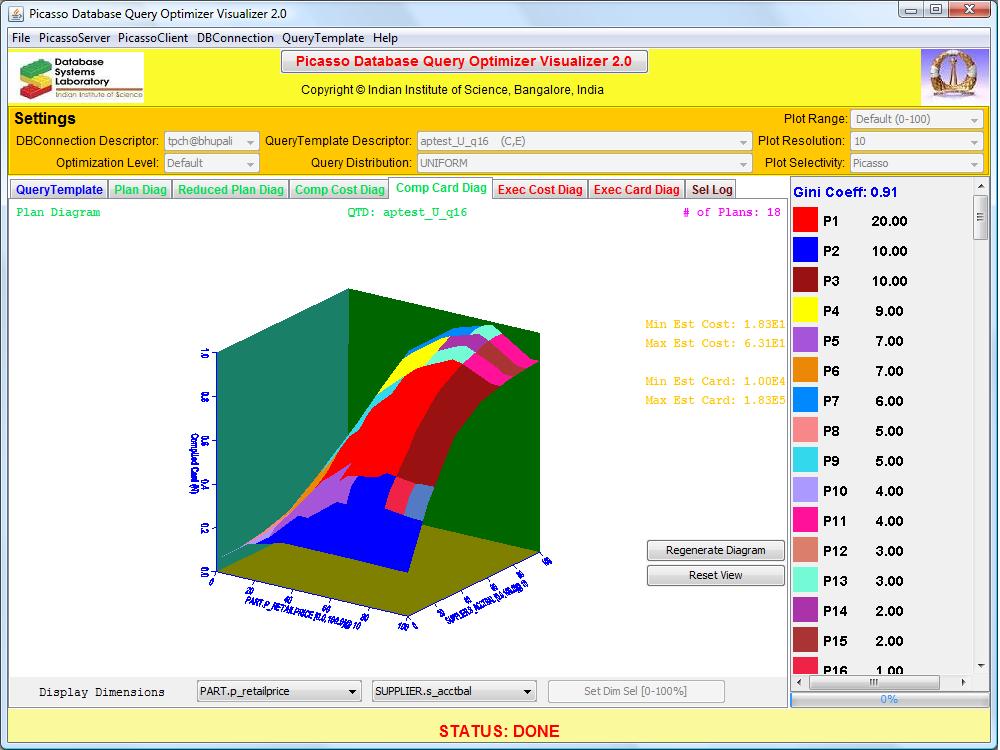 Picasso Database Query Optimizer Visualizer 2.0
File PicassoServer PicassoClient DBConnection QueryTemplate Help
Database
Systems
Laboratory
Indian Institute of Science
Picasso Database Query Optimizer Visualizer 2.0
Copyright © Indian Institute of Science, Bangalore, India
Settings
Plot Range: Default (0-100)
DBConnection Descriptor: tpch@bhupali QueryTemplate Descriptor: aptest_U_q16 (C,E) Plot Resolution: 10
Optimization Level: Default Query Distribution: UNIFORM Plot Selectivity: Picasso
QueryTemplate Plan Diag Reduced Plan Diag Comp Cost Diag Comp Card Diag Exec Cost Diag Exec Card Diag Sel Log
Plan Diagram QTD: aptest_U_q16 # of Plans: 18
Min Est Cost: 1.83E1
Max Est Cost: 6.31E1
Min Est Card: 1.00E4
Max Est Card: 1.83E5
1.0
0.8
0.6
0.4
0.2
0.0
Compiled Card (N)
0 20 40 60 80 100
PART.P_RETAILPRICE [0.0,100.0]@ 10
0 20 40 60 80 100
Regenerate Diagram
Reset View
Display Dimensions PART.p_retailprice SUPPLIER.s_acctbal Set Dim Sel [0-100%]
Gini Coeff: 0.91
P1 20.00
P2 10.00
P3 10.00
P4 9.00
P5 7.00
P6 7.00
P7 6.00
P8 5.00
P9 5.00
P10 4.00
P11 4.00
P12 3.00
P13 3.00
P14 2.00
P15 2.00
P16 1.00
0%
STATUS: DONE